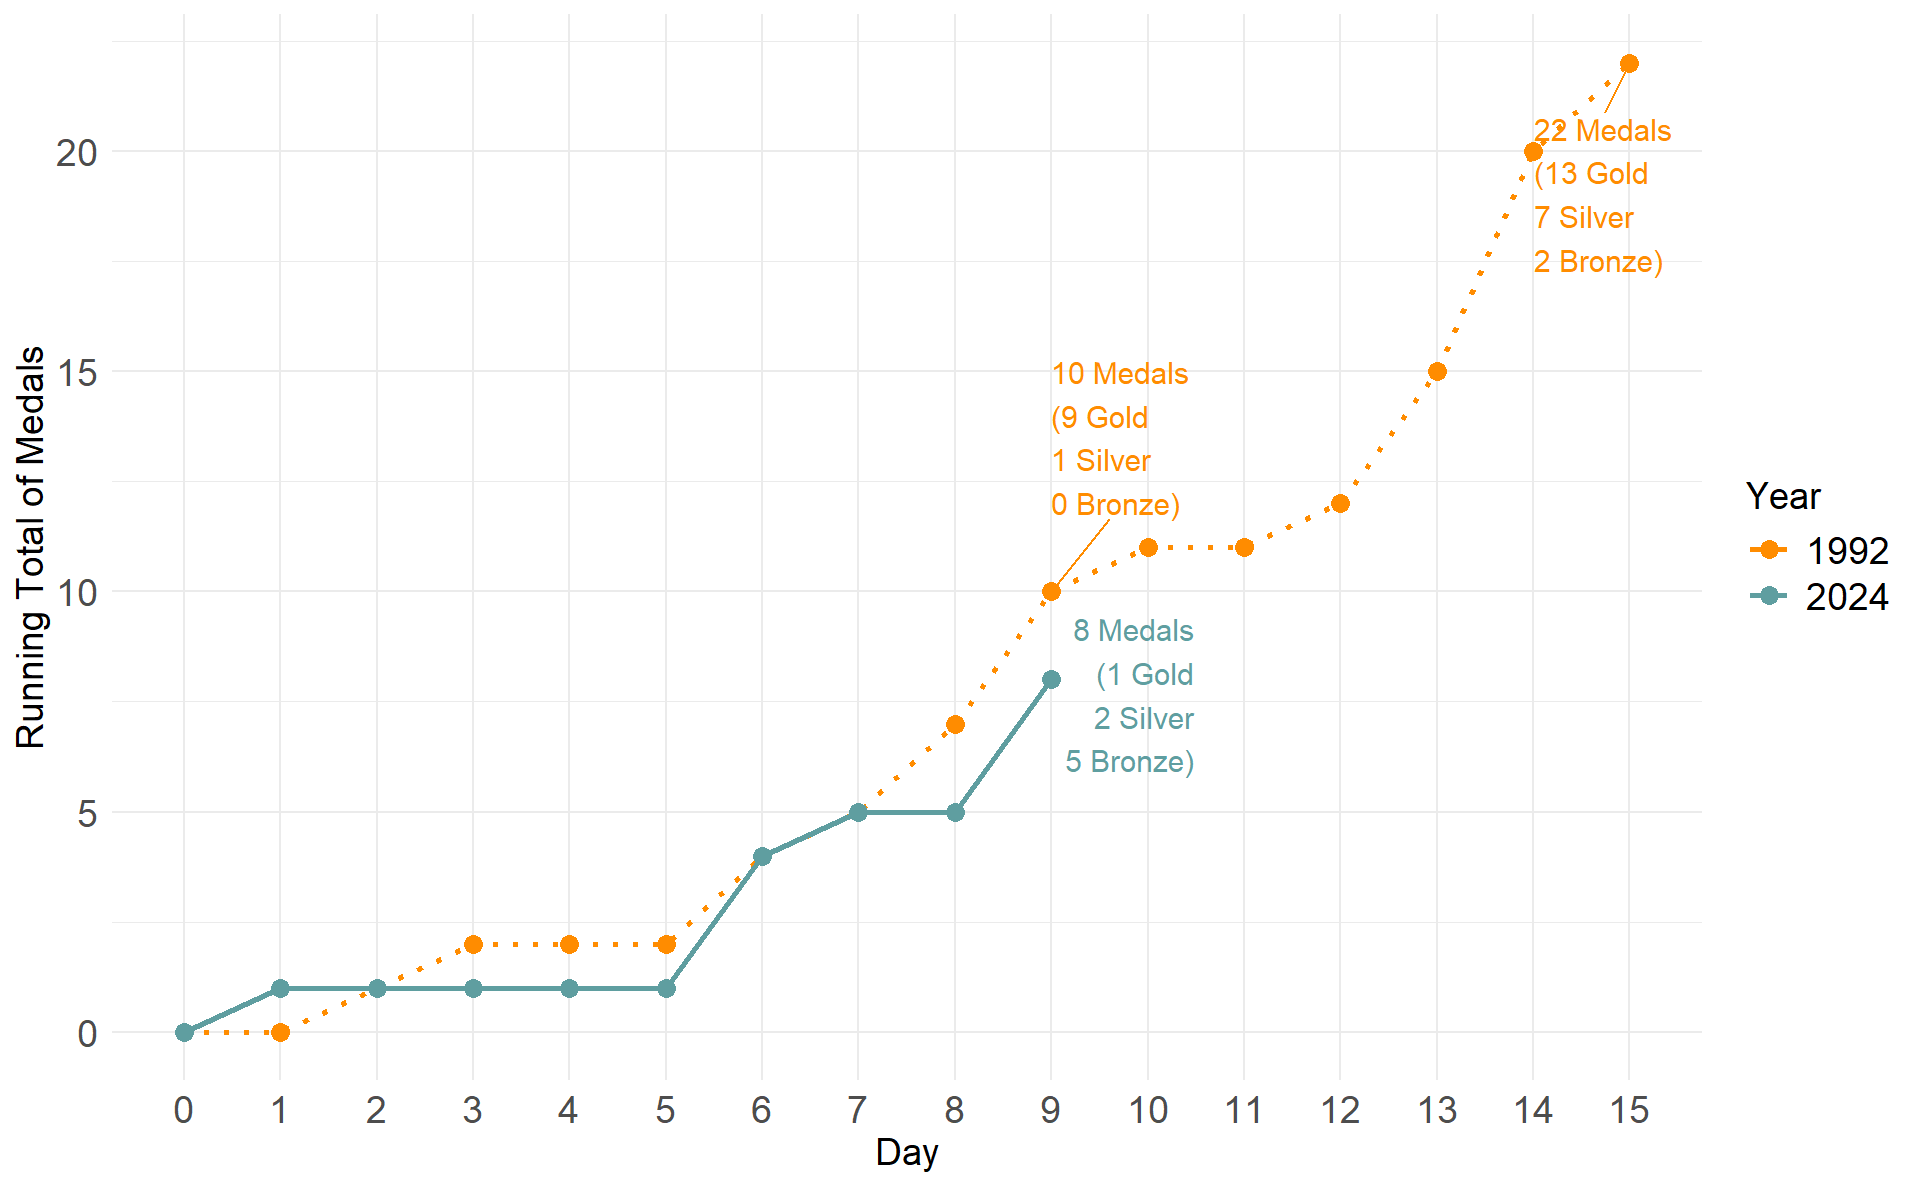 22 Medals
(13 Gold
7 Silver
2 Bronze)
10 Medals
(9 Gold
1 Silver
0 Bronze)
8 Medals
(1 Gold
2 Silver
5 Bronze)
20
15
10
5
0
Running Total of Medals
0 1 2 3 4 5 6 7 8 9 10 11 12 13 14 15
Day
Year
1992
2024